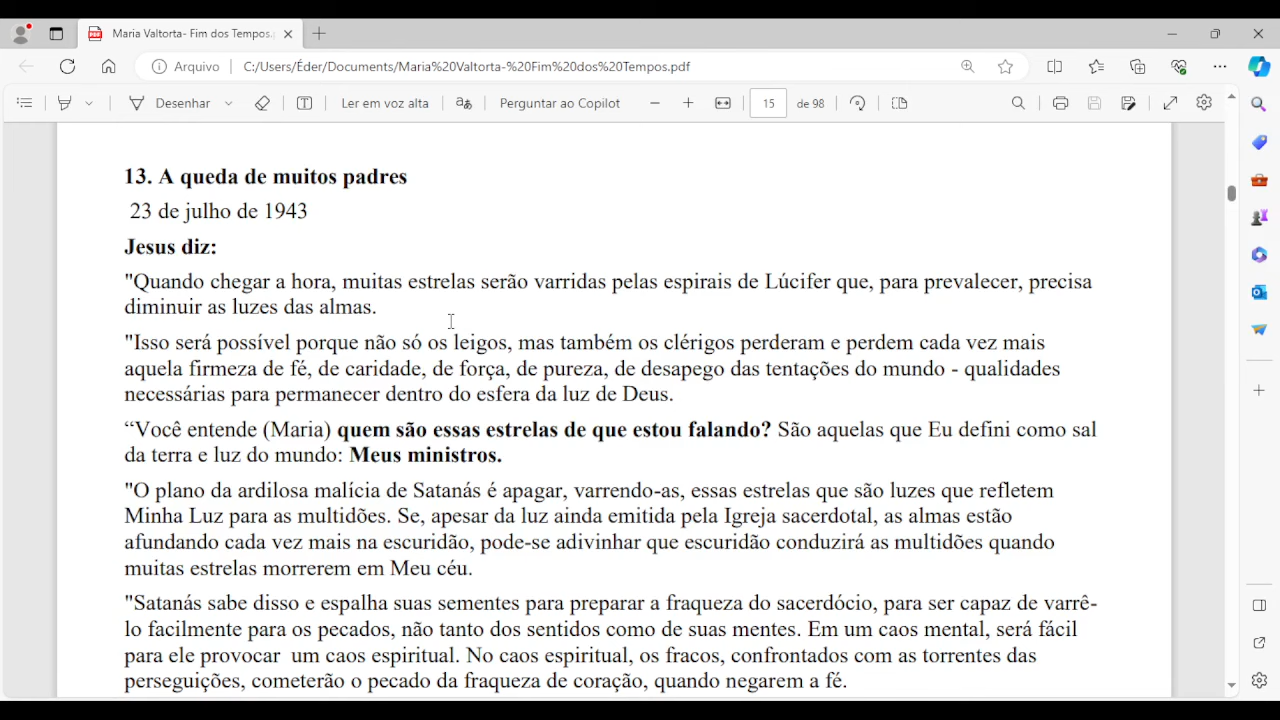 Maria Valtorta- Fim dos Tempos.
Arquivo
C:/Users/Éder/Documents/Maria%20Valtorta-%20Fim%20dos%20Tempos.pdf
Desenhar
Ler em voz alta
Perguntar ao Copilot
15
de 98
13. A queda de muitos padres
23 de julho de 1943
Jesus diz:
"Quando chegar a hora, muitas estrelas serão varridas pelas espirais de Lúcifer que, para prevalecer, precisa
diminuir as luzes das almas.
"Isso será possível porque não só os leigos, mas também os clérigos perderam e perdem cada vez mais
aquela firmeza de fé, de caridade, de força, de pureza, de desapego das tentações do mundo - qualidades
necessárias para permanecer dentro do esfera da luz de Deus.
“Você entende (Maria) quem são essas estrelas de que estou falando? São aquelas que Eu defini como sal
da terra e luz do mundo: Meus ministros.
"O plano da ardilosa malícia de Satanás é apagar, varrendo-as, essas estrelas que são luzes que refletem
Minha Luz para as multidões. Se, apesar da luz ainda emitida pela Igreja sacerdotal, as almas estão
afundando cada vez mais na escuridão, pode-se adivinhar que escuridão conduzirá as multidões quando
muitas estrelas morrerem em Meu céu.
"Satanás sabe disso e espalha suas sementes para preparar a fraqueza do sacerdócio, para ser capaz de varrê-
lo facilmente para os pecados, não tanto dos sentidos como de suas mentes. Em um caos mental, será fácil
para ele provocar um caos espiritual. No caos espiritual, os fracos, confrontados com as torrentes das
perseguições, cometerão o pecado da fraqueza de coração, quando negarem a fé.